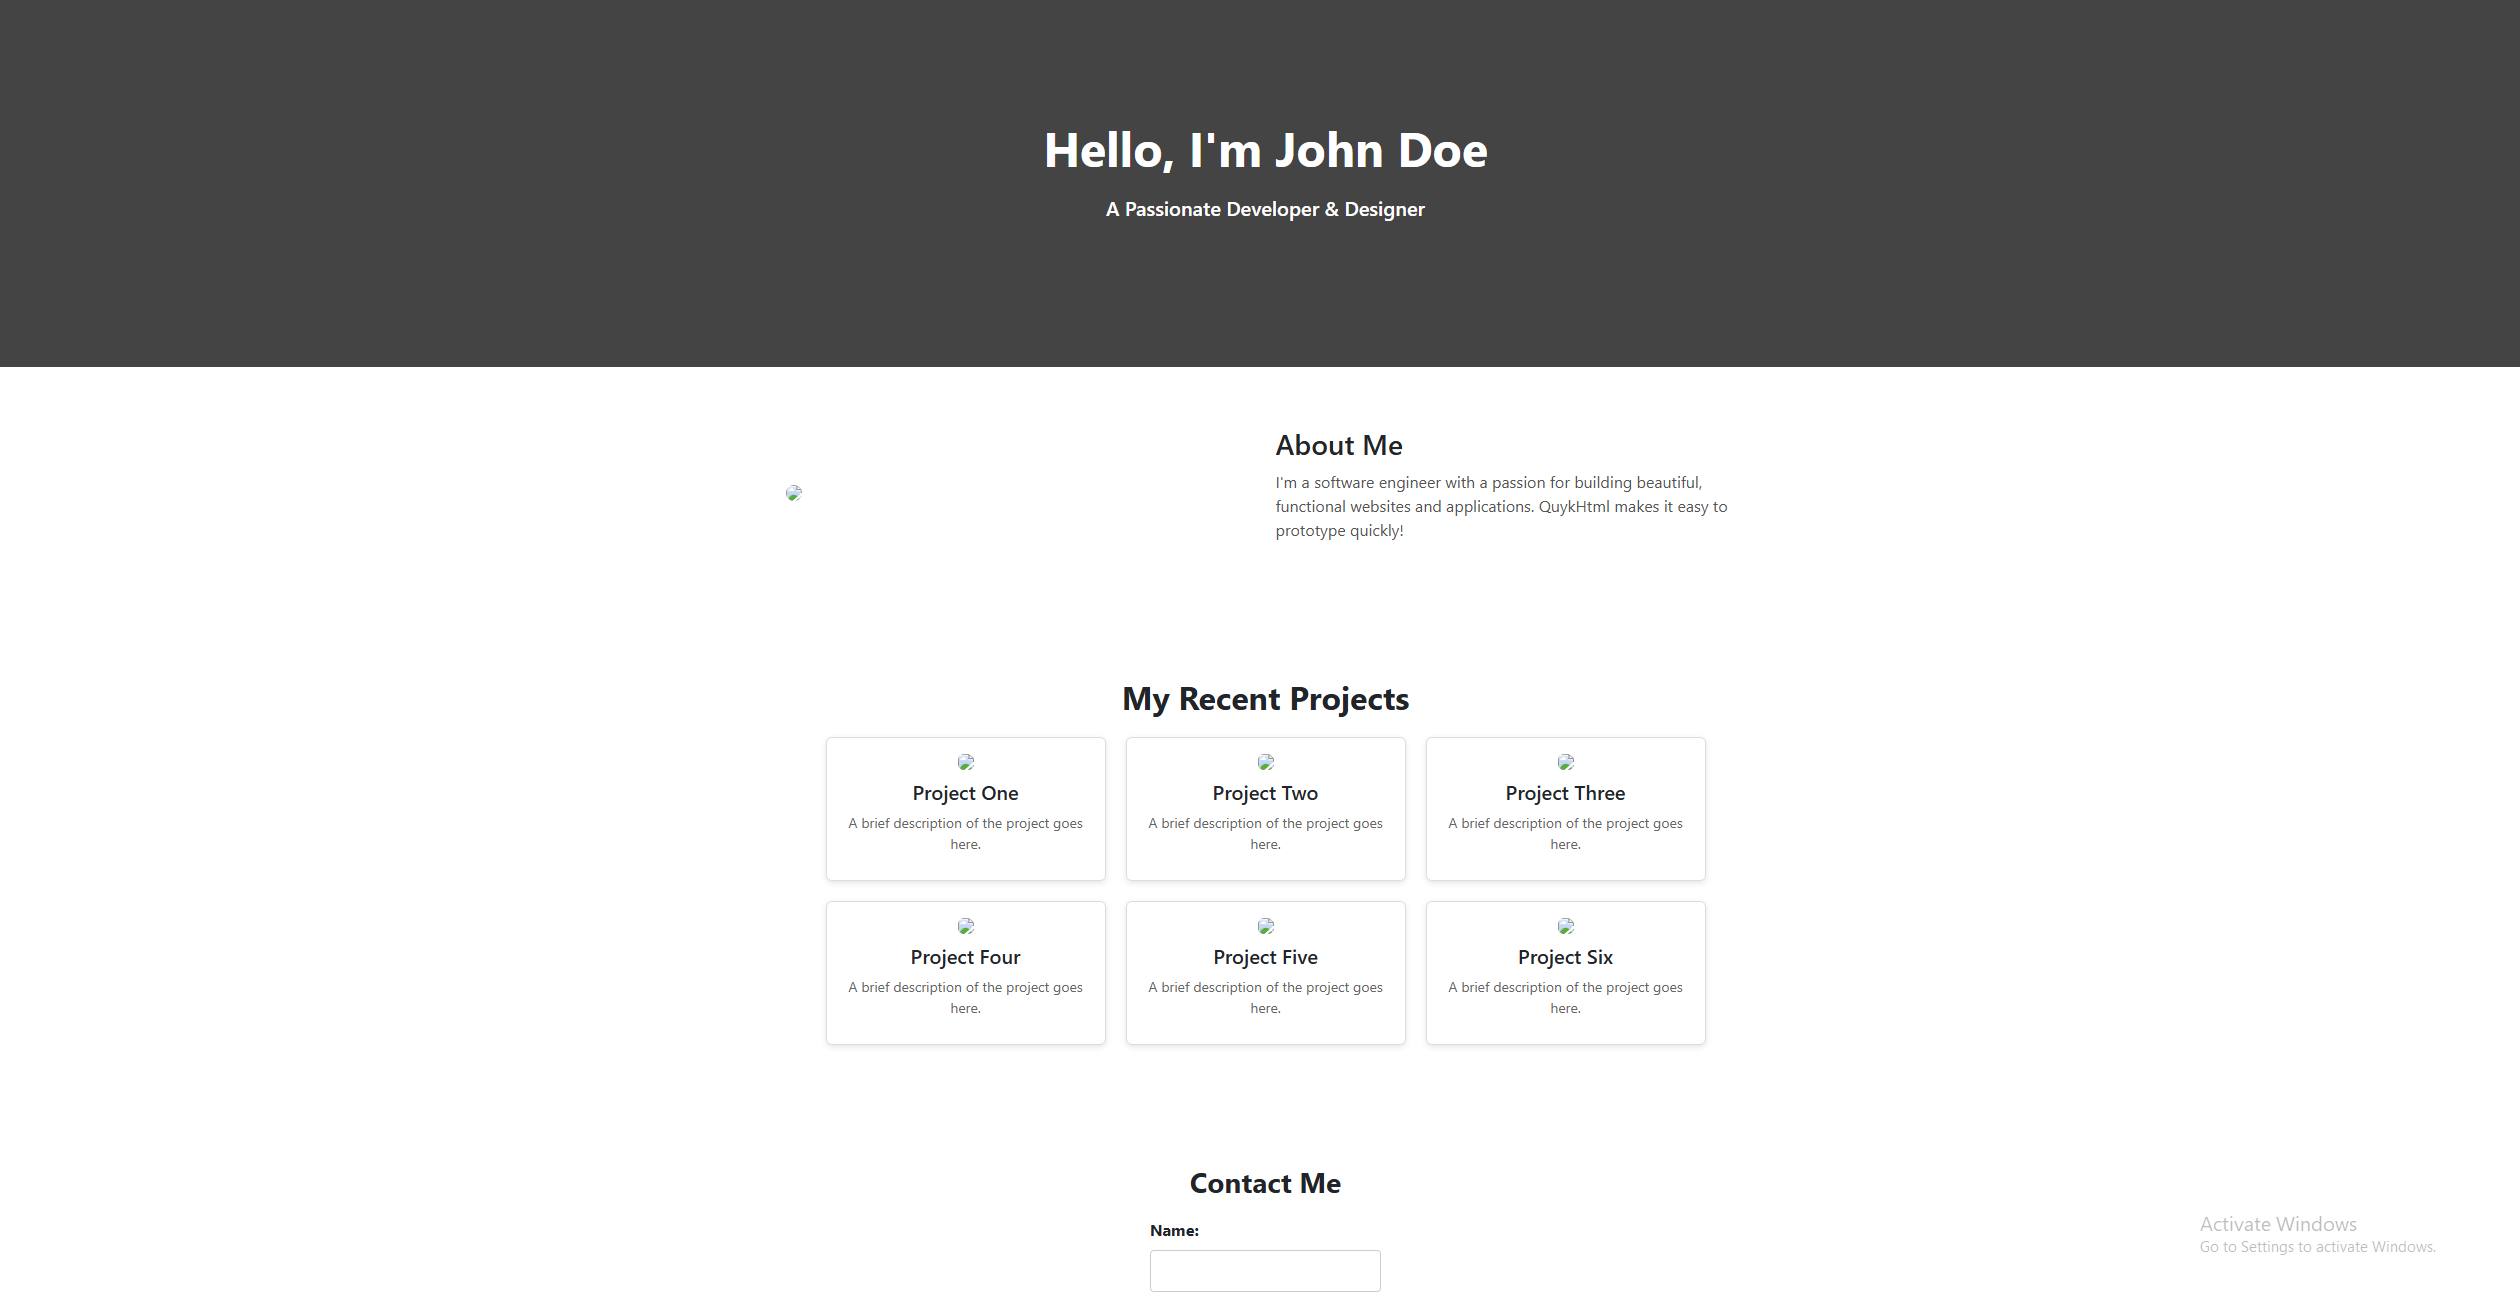 Hello, I'm John Doe
A Passionate Developer & Designer
About Me
I'm a software engineer with a passion for building beautiful,
functional websites and applications. QuykHtml makes it easy to
prototype quickly!
My Recent Projects
Project One
A brief description of the project goes
here.
Project Two
A brief description of the project goes
here.
Project Three
A brief description of the project goes
here.
Project Four
A brief description of the project goes
here.
Project Five
A brief description of the project goes
here.
Project Six
A brief description of the project goes
here.
Contact Me
Name:
Activate Windows
Go to Settings to activate Windows.